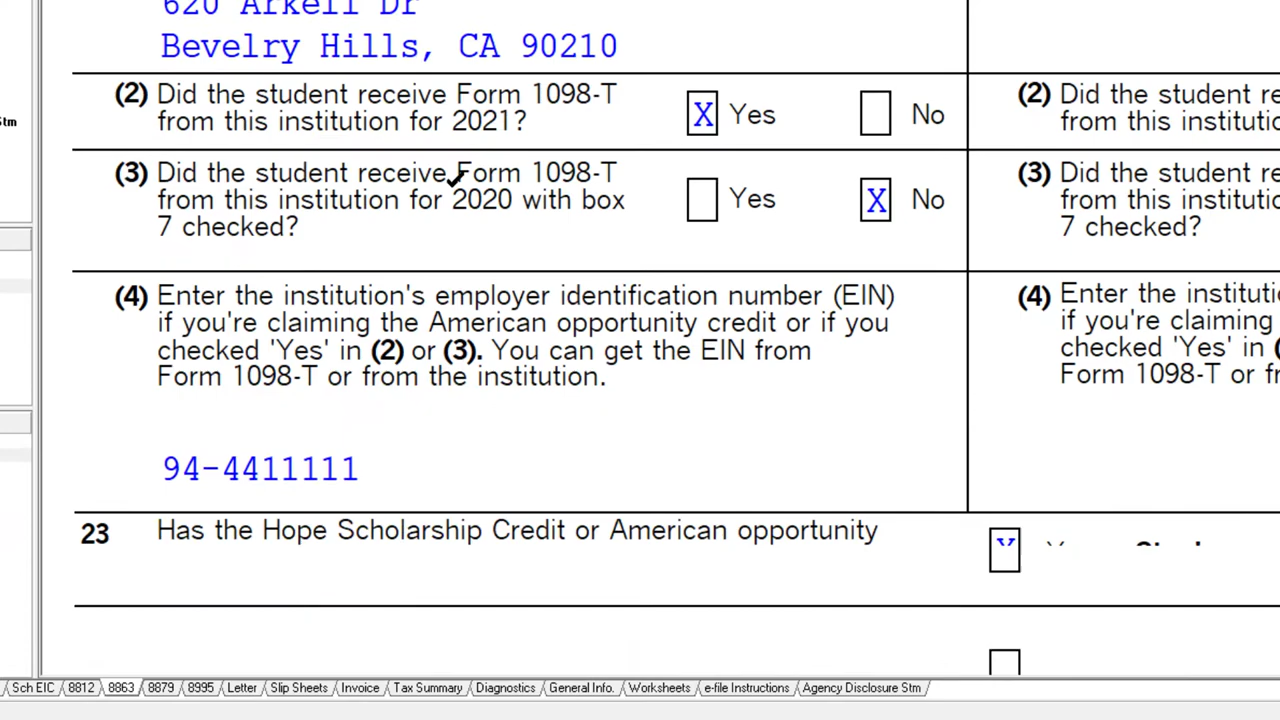 620 Arkell Dr
Bevelry Hills, CA 90210
Stm
(2) Did the student receive Form 1098-T
from this institution for 2021?
X Yes No
(2) Did the student re
from this institutio
(3) Did the student receive Form 1098-T
from this institution for 2020 with box
7 checked?
Yes X No
(3) Did the student re
from this institutio
7 checked?
(4) Enter the institution's employer identification number (EIN)
if you're claiming the American opportunity credit or if you
checked 'Yes' in (2) or (3). You can get the EIN from
Form 1098-T or from the institution.
94-4411111
(4) Enter the instituti
if you're claiming
checked 'Yes' in (
Form 1098-T or fr
23 Has the Hope Scholarship Credit or American opportunity
Sch EIC 8812 8863 8879 8995 Letter Slip Sheets Invoice Tax Summary Diagnostics General Info. Worksheets e-file Instructions Agency Disclosure Stm